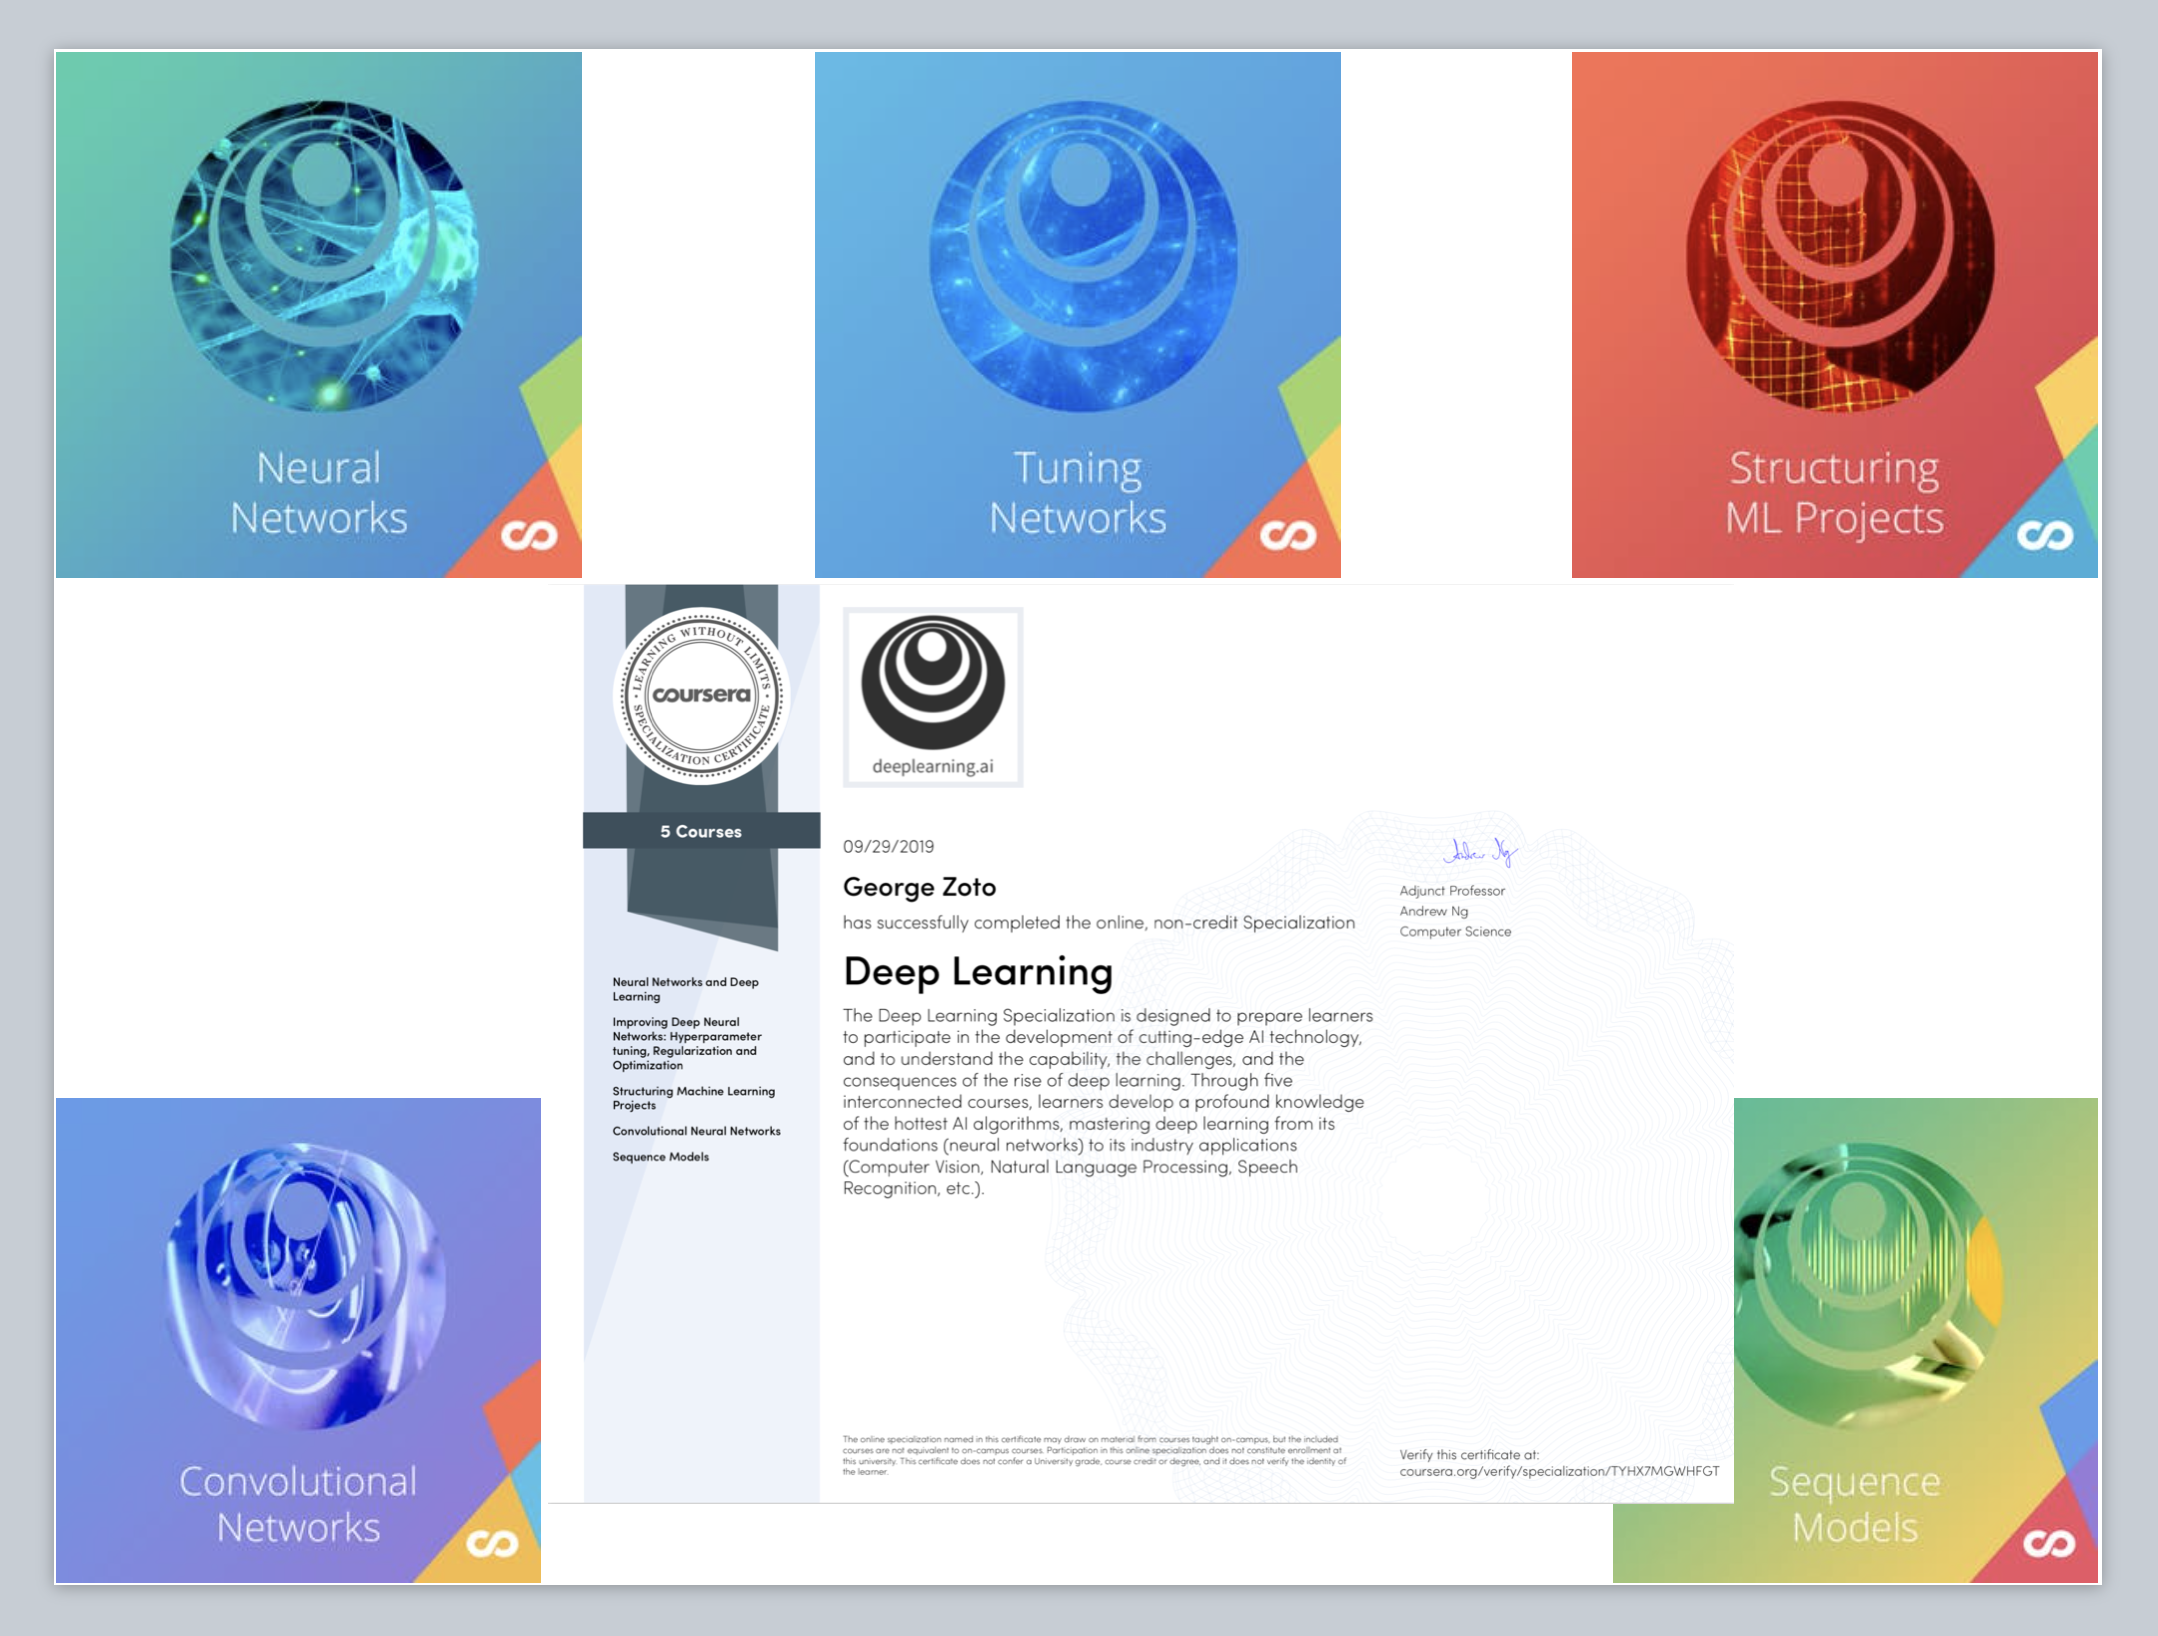 Neural
Networks
Tuning
Networks
Structuring
ML Projects
LEARNING WITHOUT LIMITS
coursera
SPECIALIZATION CERTIFICATE
5 Courses
Neural Networks and Deep
Learning
Improving Deep Neural
Networks: Hyperparameter
tuning, Regularization and
Optimization
Structuring Machine Learning
Projects
Convolutional Neural Networks
Sequence Models
deeplearning.ai
09/29/2019
George Zoto
has successfully completed the online, non-credit Specialization
Deep Learning
The Deep Learning Specialization is designed to prepare learners
to participate in the development of cutting-edge AI technology,
and to understand the capability, the challenges, and the
consequences of the rise of deep learning. Through five
interconnected courses, learners develop a profound knowledge
of the hottest AI algorithms, mastering deep learning from its
foundations (neural networks) to its industry applications
(Computer Vision, Natural Language Processing, Speech
Recognition, etc.).
Andrew Ng
Adjunct Professor
Andrew Ng
Computer Science
The online specialization named in this certificate may draw on material from courses taught on-campus, but the included
courses are not equivalent to on-campus courses. Participation in this online specialization does not constitute enrollment at
this university. This certificate does not confer a University grade, course credit or degree, and it does not verify the identity of
the learner.
Verify this certificate at:
coursera.org/verify/specialization/TYHX7MGWHFGT
Convolutional
Networks
Sequence
Models